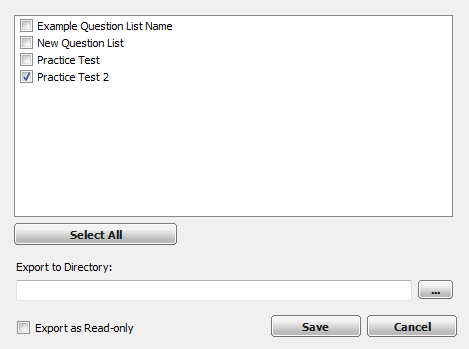 Example Question List Name
New Question List
Practice Test
Practice Test 2
Select All
Export to Directory:
...
Export as Read-only
Save
Cancel